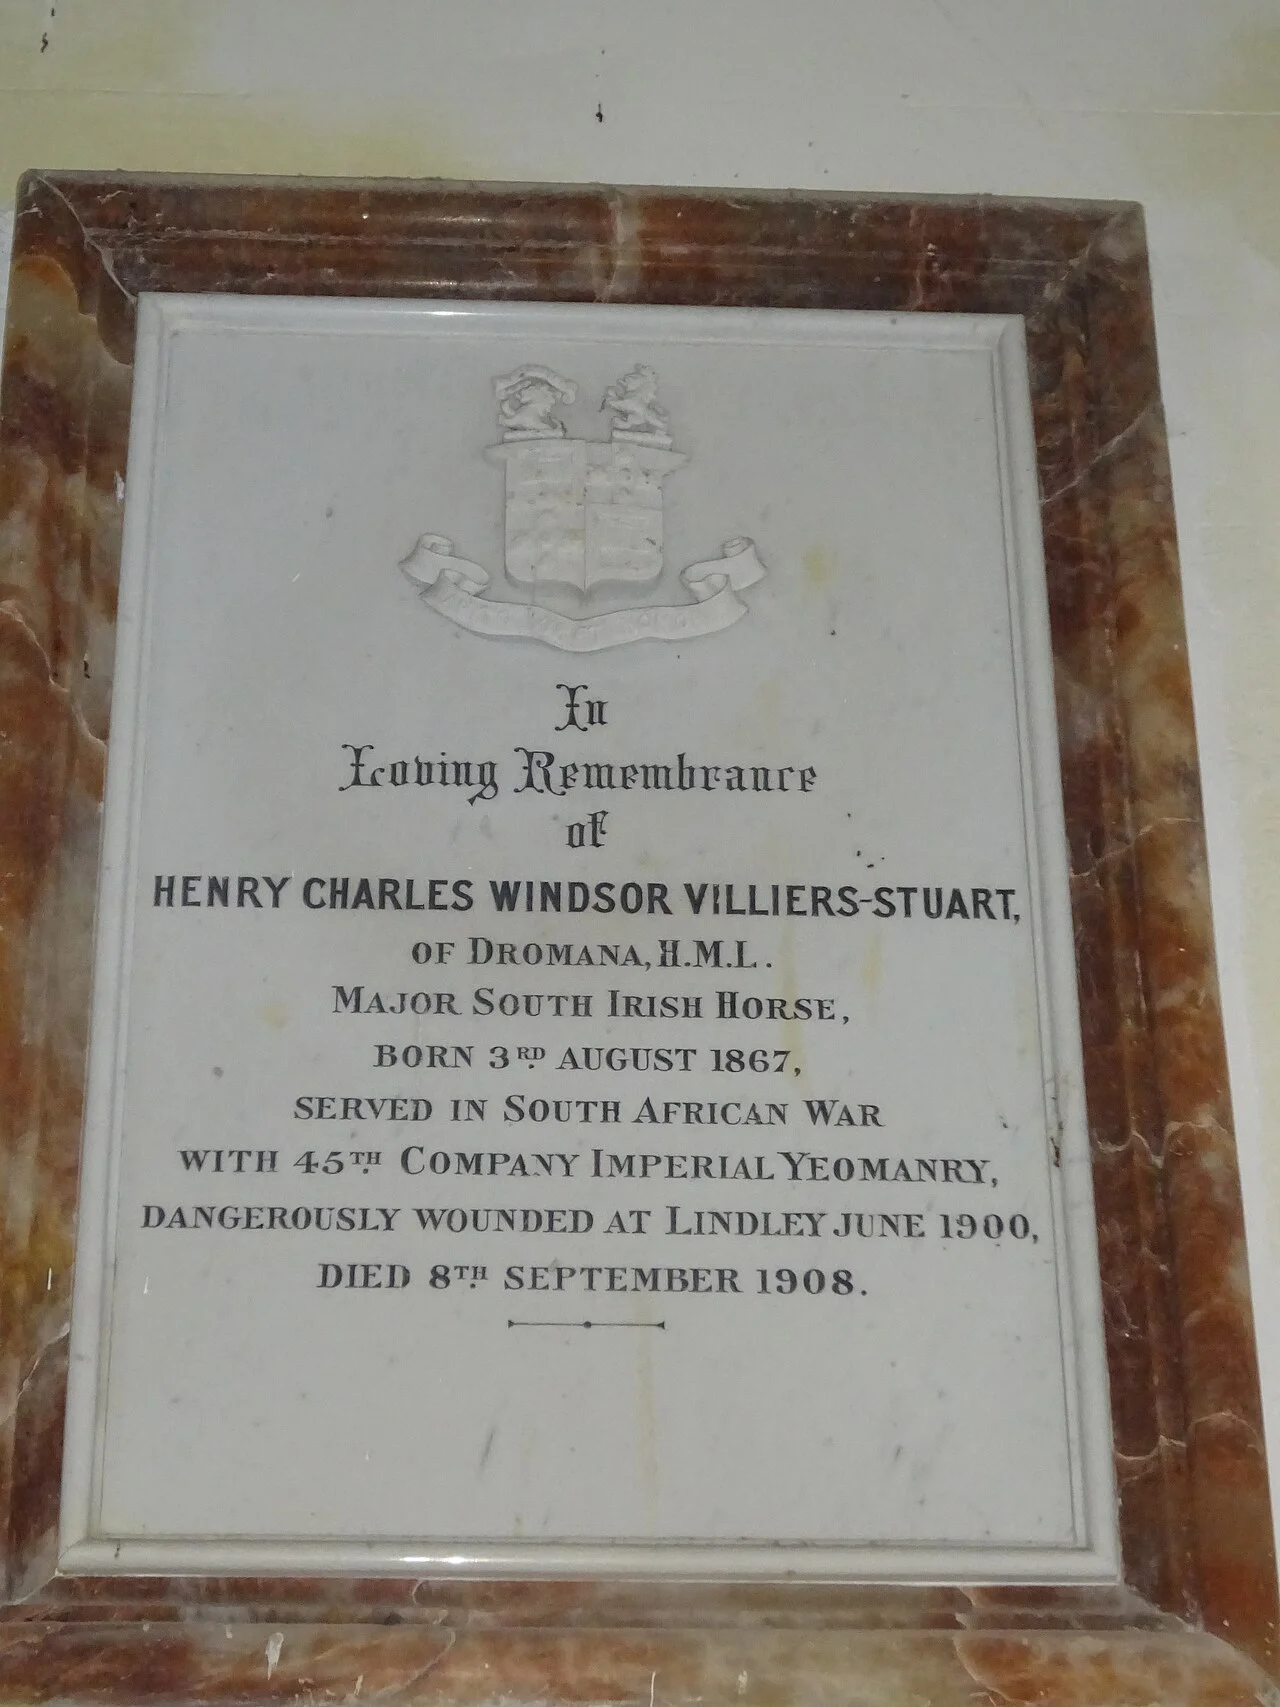 In
Loving Remembrance
of
HENRY CHARLES WINDSOR VILLIERS-STUART,
OF DROMANA, H.M.L.
MAJOR SOUTH IRISH HORSE,
BORN 3RD AUGUST 1867,
SERVED IN SOUTH AFRICAN WAR
WITH 45TH COMPANY IMPERIAL YEOMANRY,
DANGEROUSLY WOUNDED AT LINDLEY JUNE 1900,
DIED 8TH SEPTEMBER 1908.